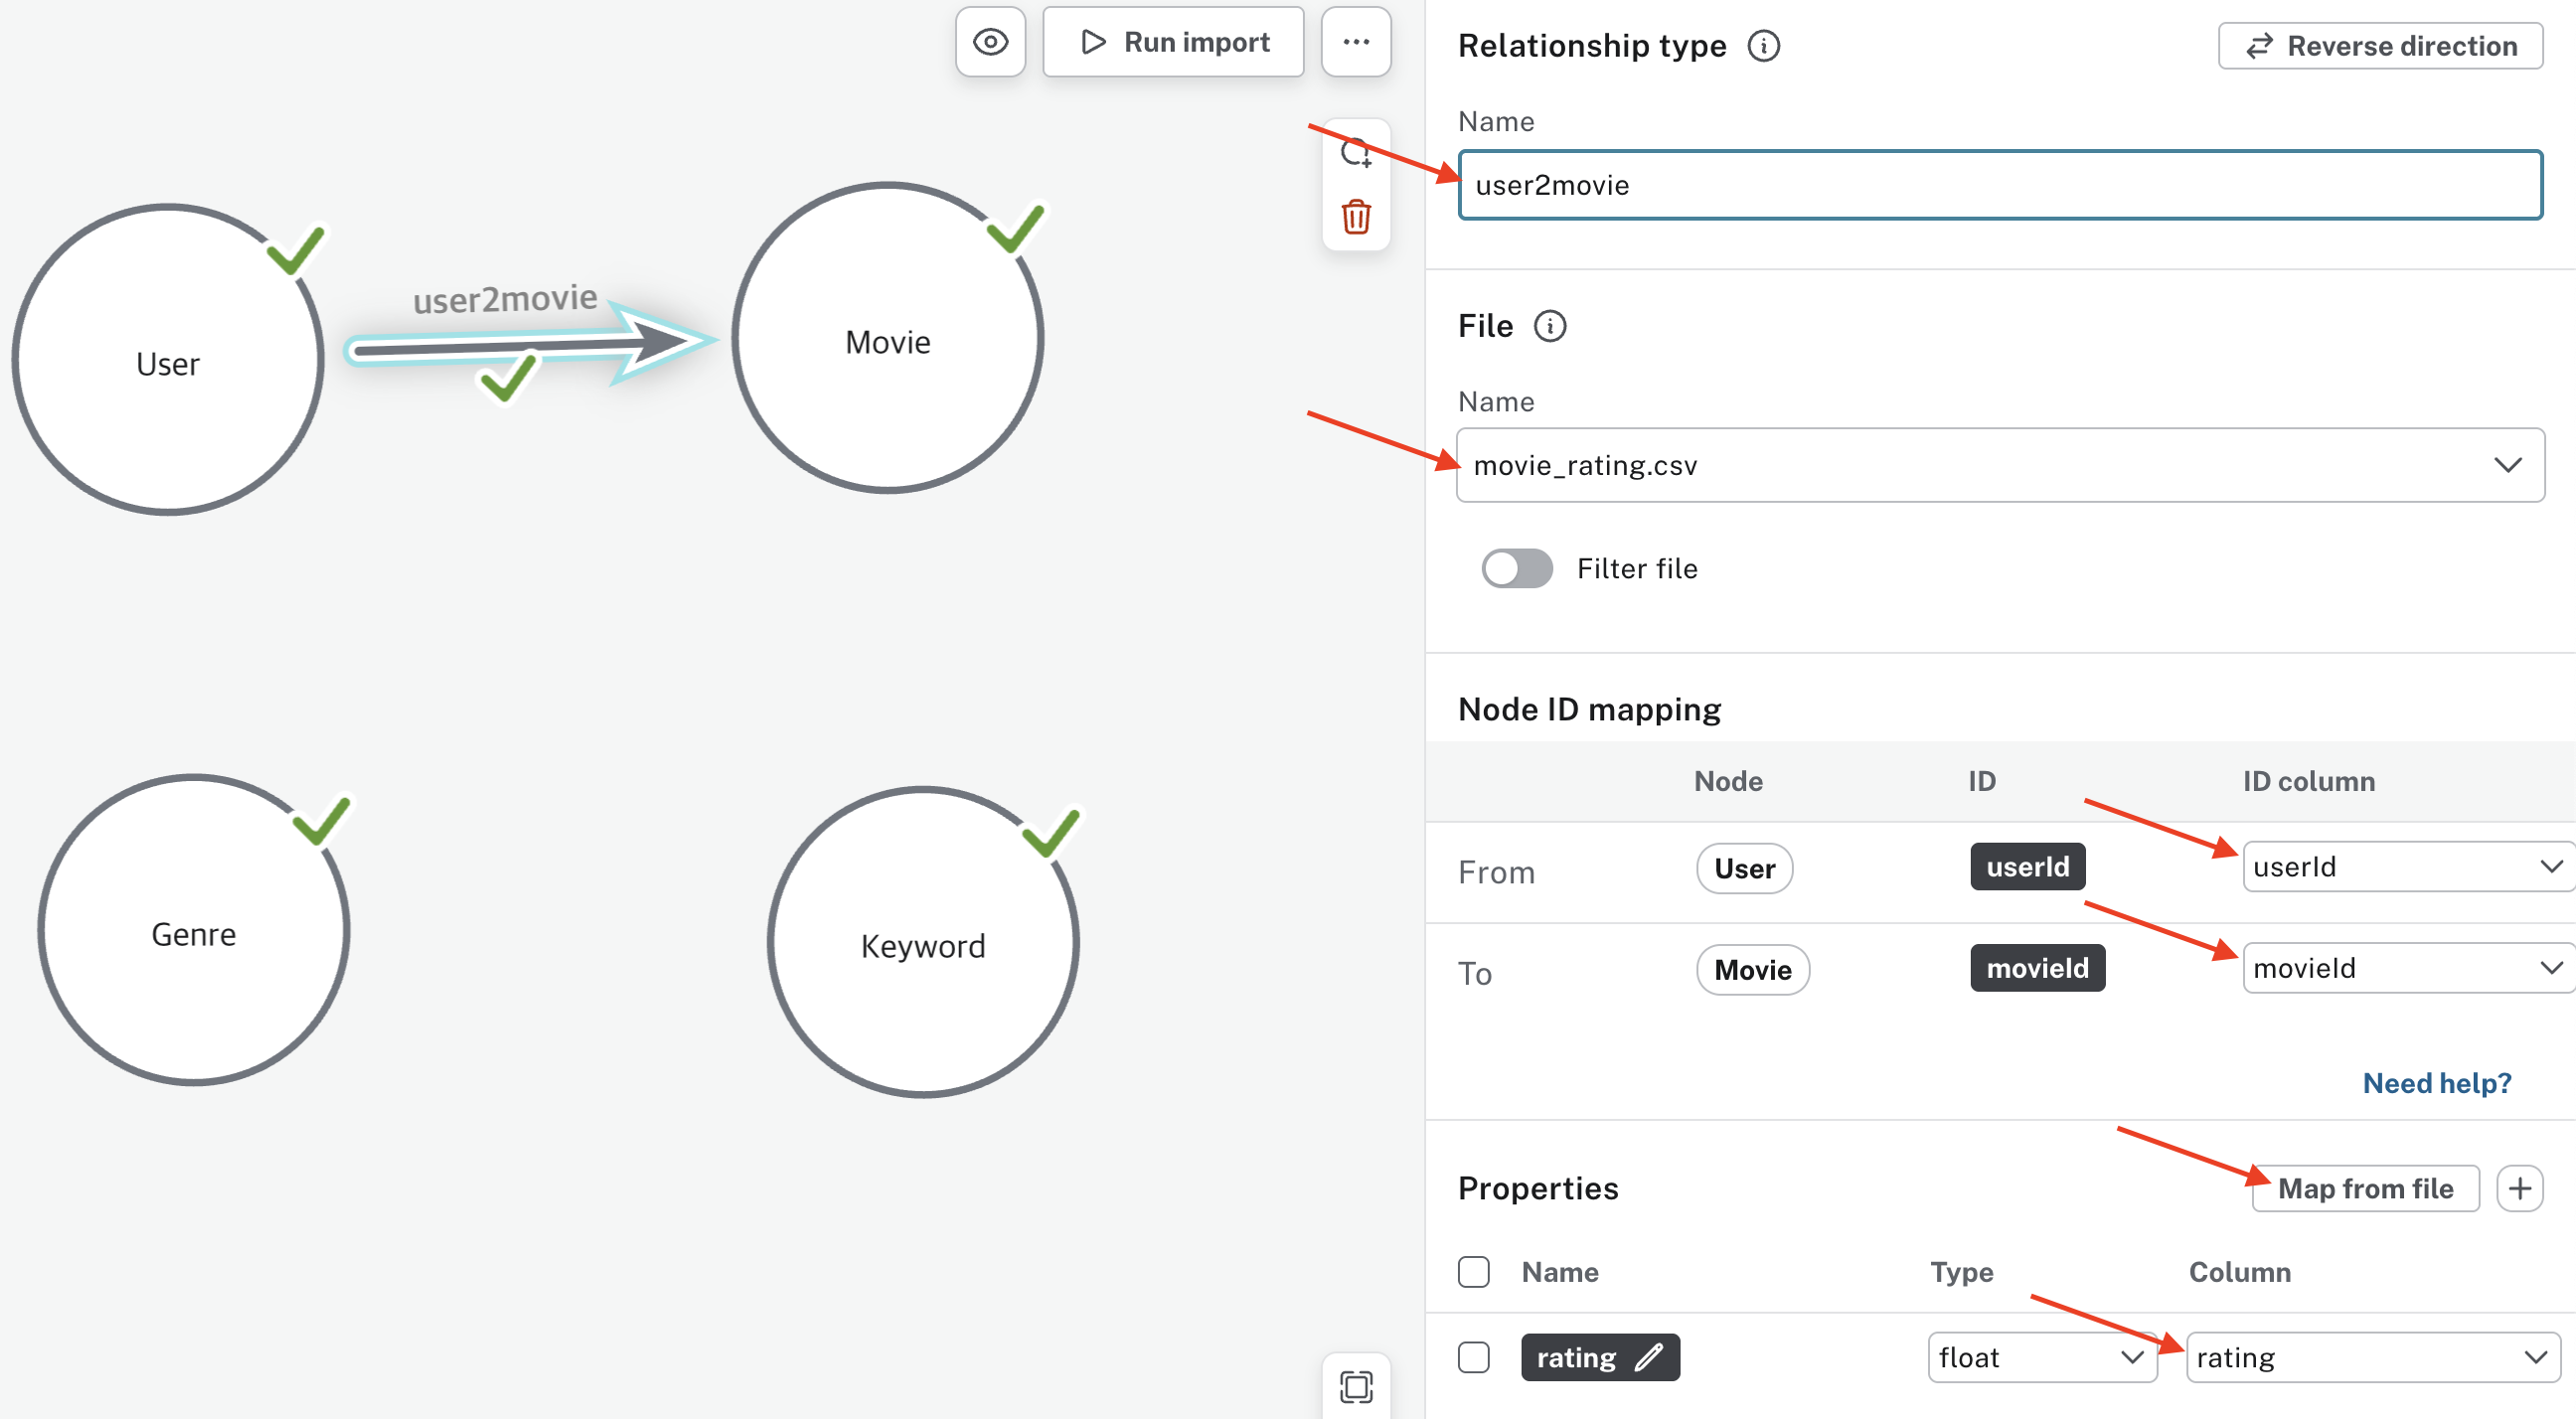 Run import
user2movie
User
Movie
Genre
Keyword
Relationship type
Reverse direction
Name
user2movie
File
Name
movie_rating.csv
Filter file
Node ID mapping
Node ID ID column
From User userId userId
To Movie movieId movieId
Need help?
Properties Map from file
Name Type Column
rating float rating